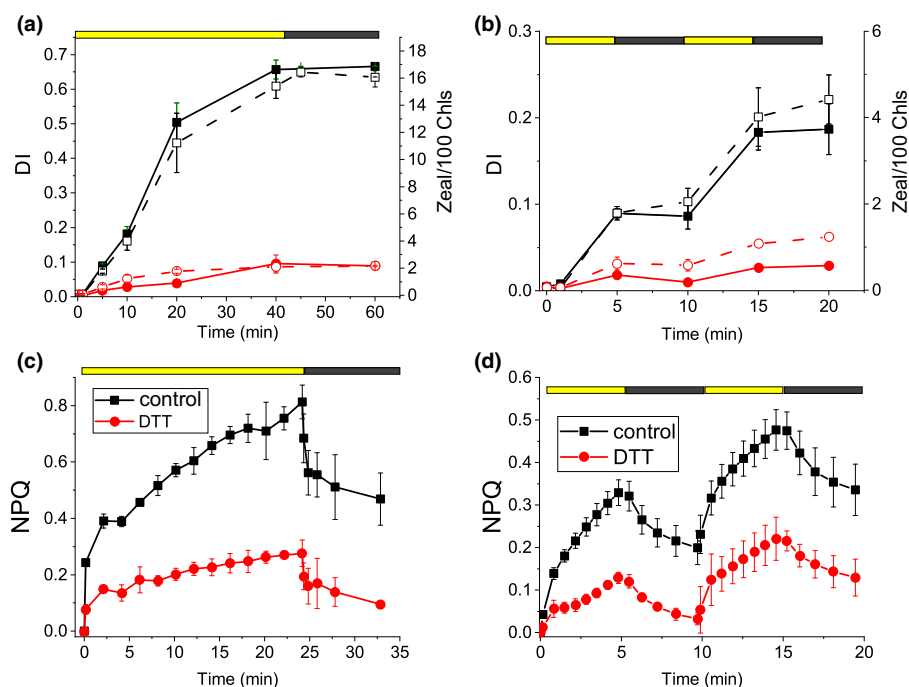 (a)
0.7
0.6
0.5
0.4
0.3
0.2
0.1
0.0
DI
0 10 20 30 40 50 60
Time (min)
18
16
14
12
10
8
6
4
2
0
Zeal/100 Chls
(b)
0.3
0.2
0.1
0.0
DI
0 5 10 15 20
Time (min)
6
4
2
0
Zeal/100 Chls
(c)
control
DTT
0.8
0.6
0.4
0.2
0.0
NPQ
0 5 10 15 20 25 30 35
Time (min)
(d)
control
DTT
0.6
0.5
0.4
0.3
0.2
0.1
0.0
NPQ
0 5 10 15 20
Time (min)